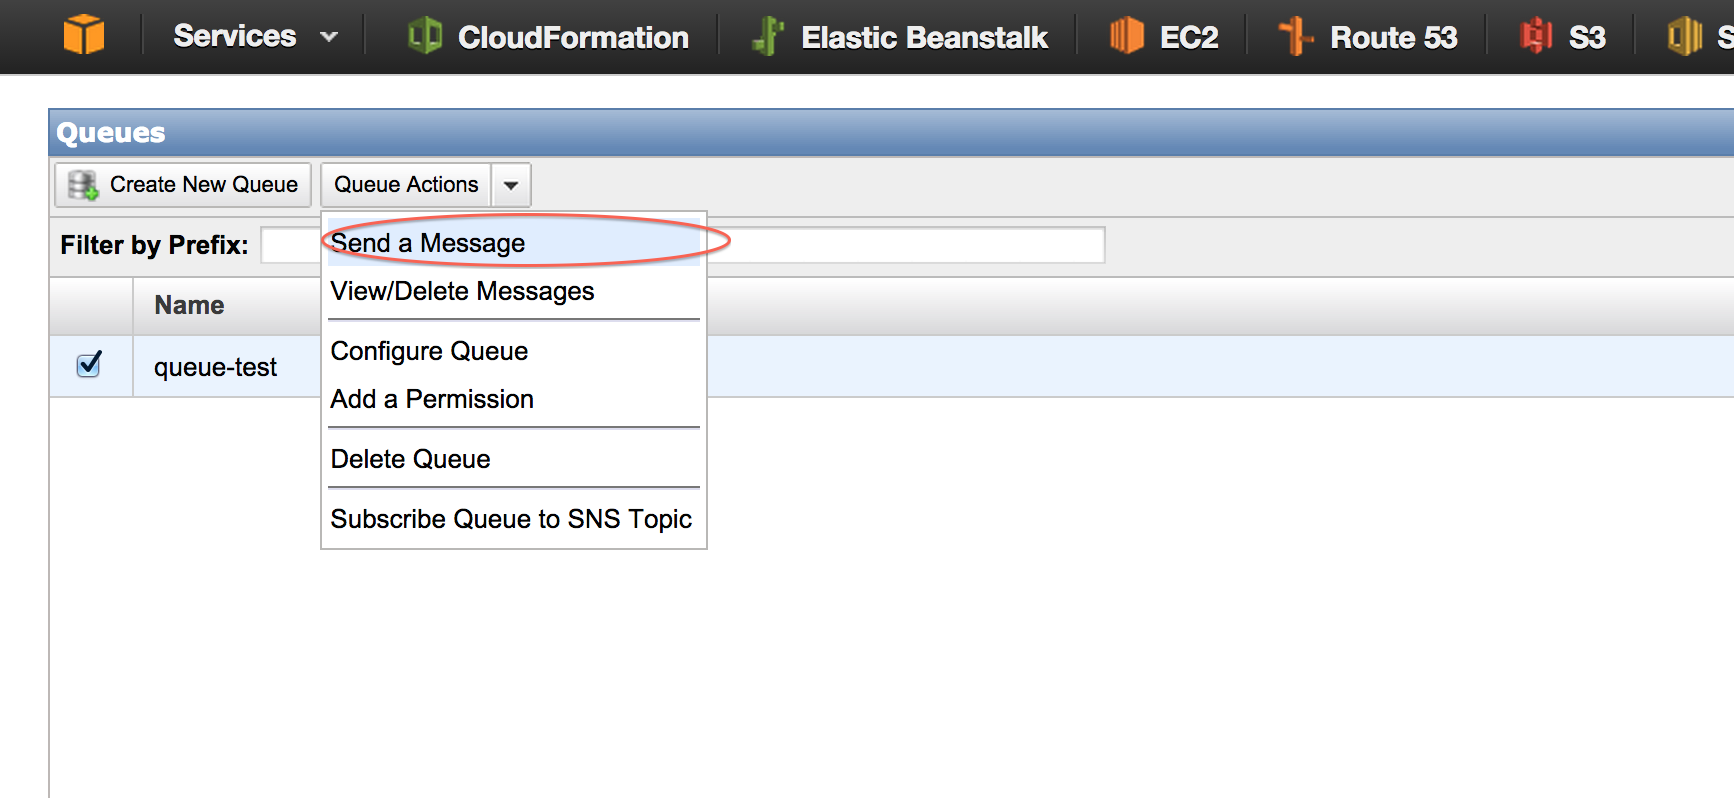 Services CloudFormation Elastic Beanstalk EC2 Route 53 S3
Queues
Create New Queue Queue Actions
Filter by Prefix:
Send a Message
View/Delete Messages
Name
Configure Queue
queue-test
Add a Permission
Delete Queue
Subscribe Queue to SNS Topic